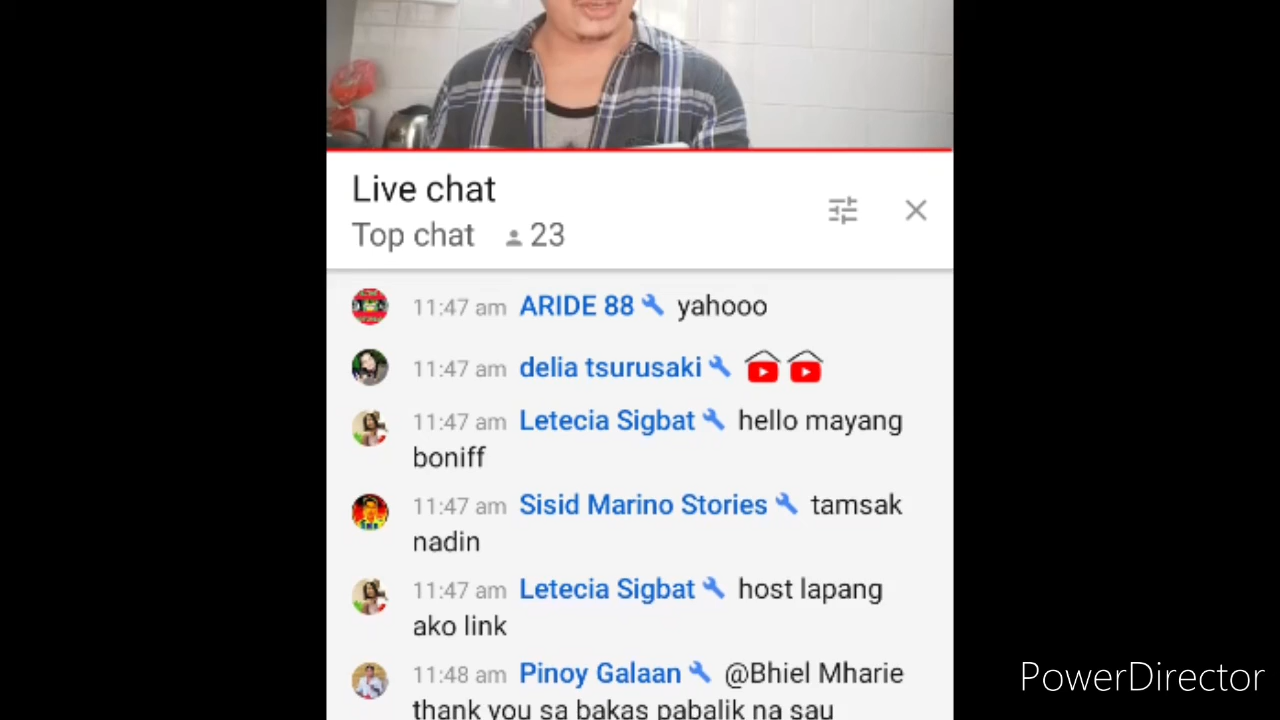 Live chat
Top chat 23
11:47 am ARIDE 88 yahooo
11:47 am delia tsurusaki
11:47 am Letecia Sigbat hello mayang
boniff
11:47 am Sisid Marino Stories tamsak
nadin
11:47 am Letecia Sigbat host lapang
ako link
11:48 am Pinoy Galaan @Bhiel Mharie
thank you sa bakas pabalik na sau
PowerDirector